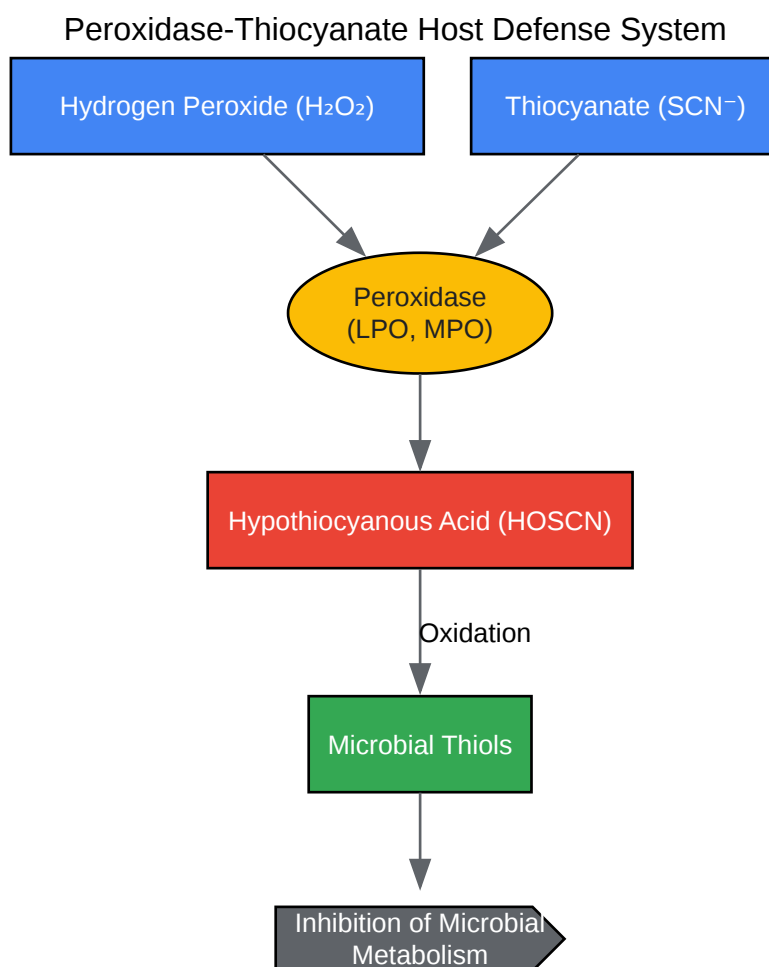 Peroxidase-Thiocyanate Host Defense System
Hydrogen Peroxide (H₂O₂)
Thiocyanate (SCN⁻)
Peroxidase
(LPO, MPO)
Hypothiocyanous Acid (HOSCN)
Oxidation
Microbial Thiols
Inhibition of Microbial
Metabolism